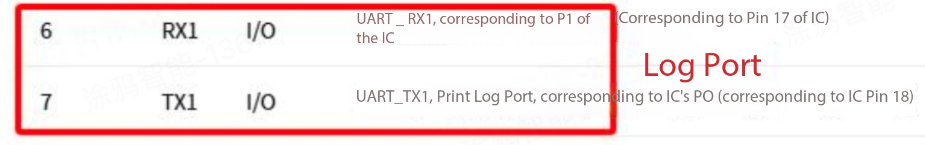 6 RX1 I/O UART _ RX1, corresponding to P1 of (Corresponding to Pin 17 of IC)
the IC
Log Port
7 TX1 I/O UART_TX1, Print Log Port, corresponding to IC's PO (corresponding to IC Pin 18)